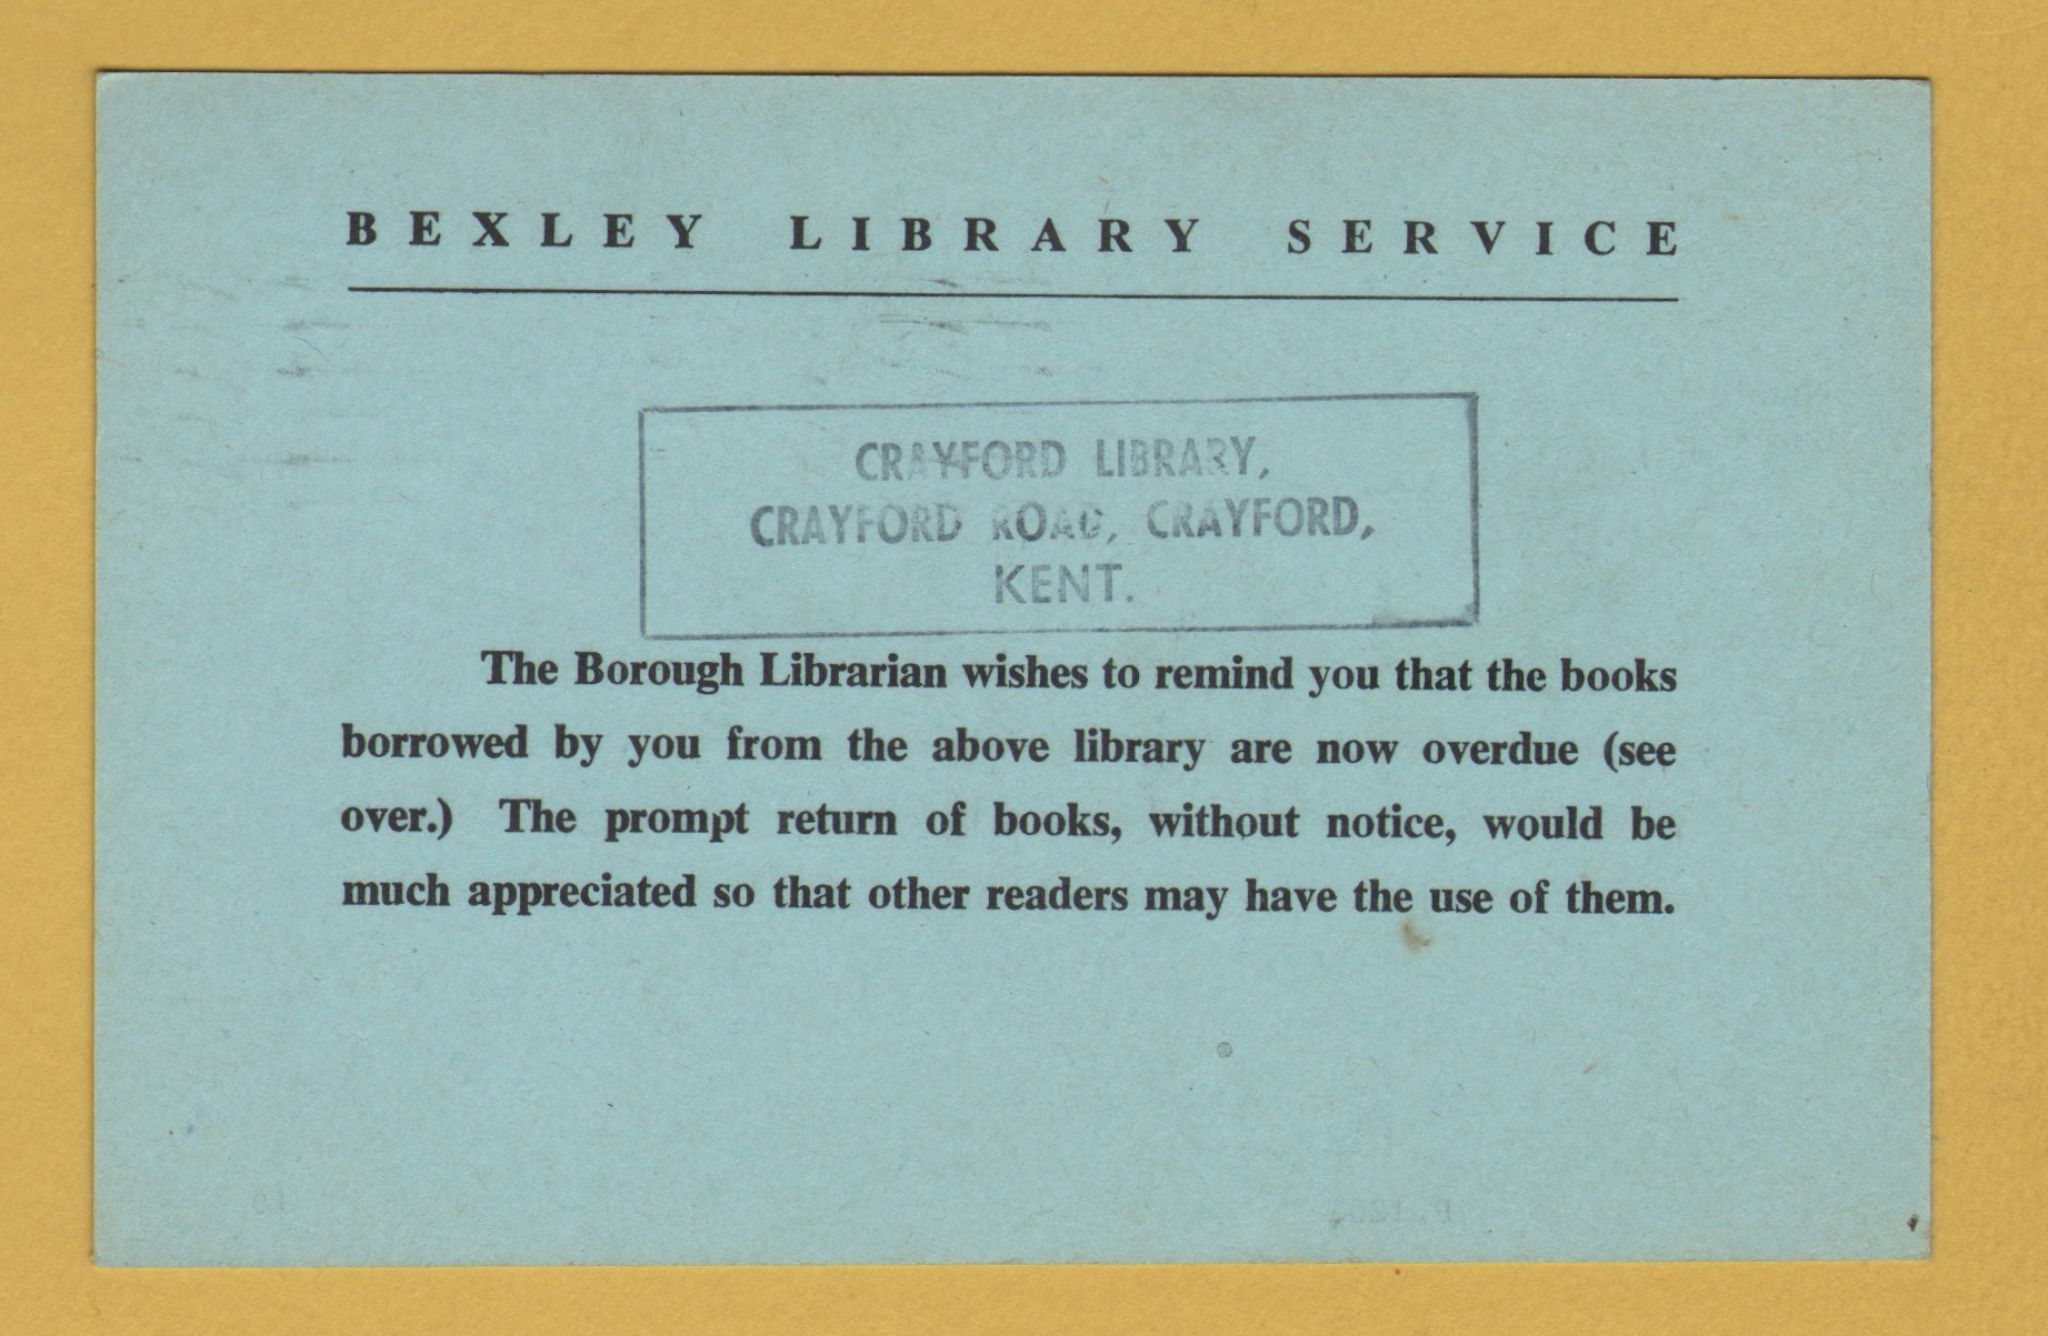 BEXLEY LIBRARY SERVICE
CRAYFORD LIBRARY,
CRAYFORD ROAD, CRAYFORD,
KENT.
The Borough Librarian wishes to remind you that the books
borrowed by you from the above library are now overdue (see
over.) The prompt return of books, without notice, would be
much appreciated so that other readers may have the use of them.